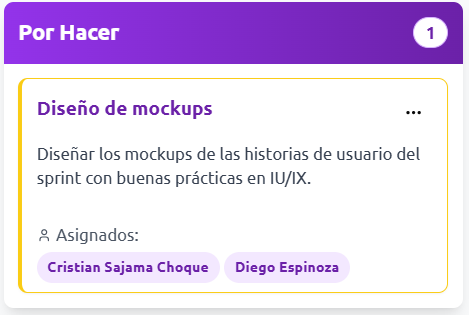 Por Hacer
1
Diseño de mockups
...
Diseñar los mockups de las historias de usuario del
sprint con buenas prácticas en IU/IX.
Asignados:
Cristian Sajama Choque
Diego Espinoza